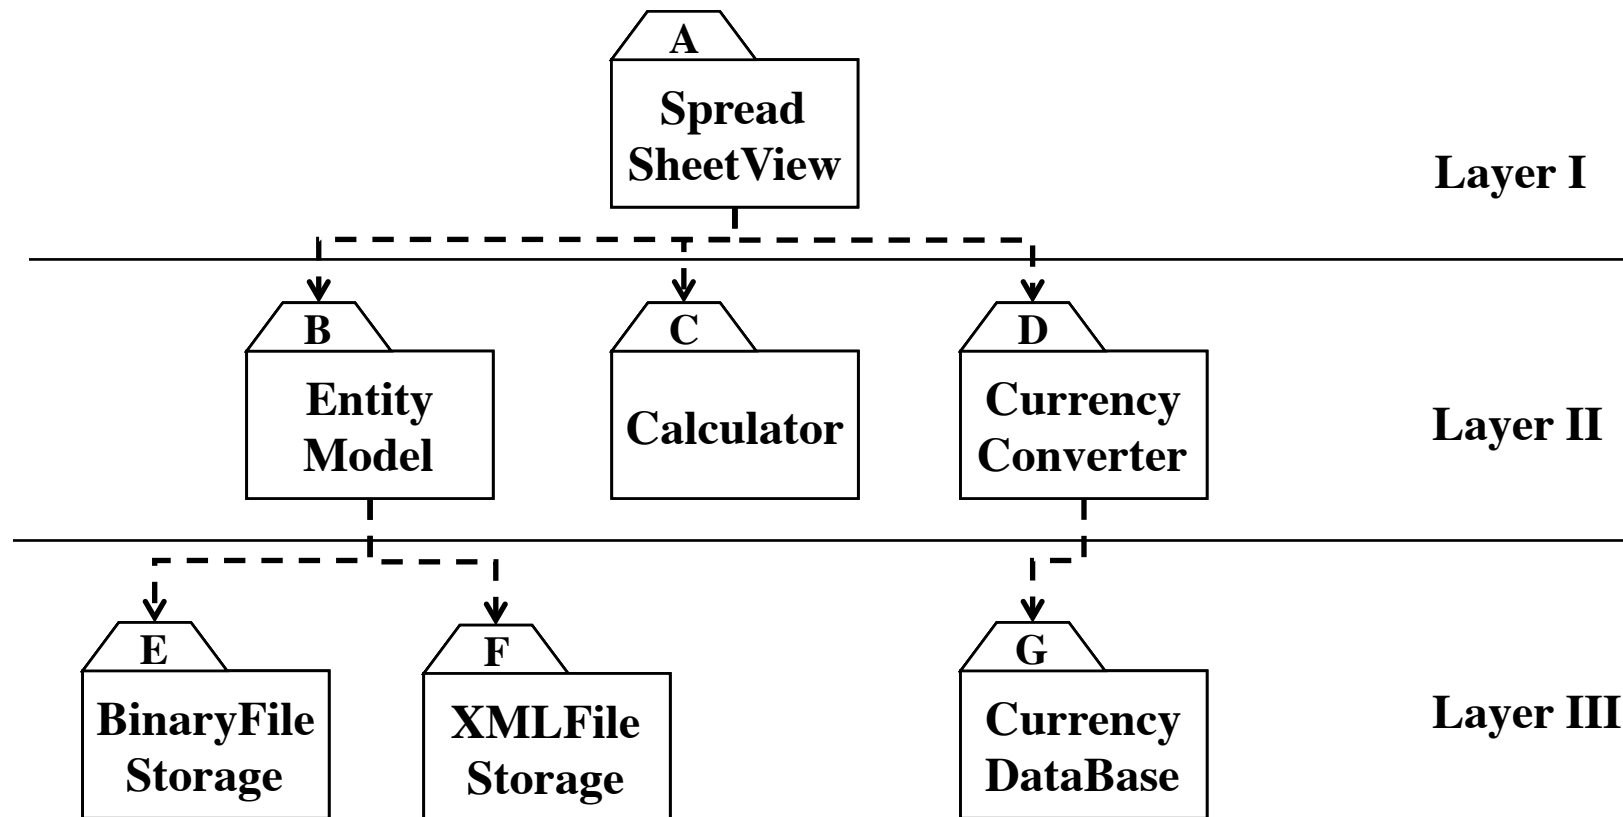 A
Spread
SheetView
Layer I
B
Entity
Model
C
Calculator
D
Currency
Converter
Layer II
E
BinaryFile
Storage
F
XMLFile
Storage
G
Currency
DataBase
Layer III